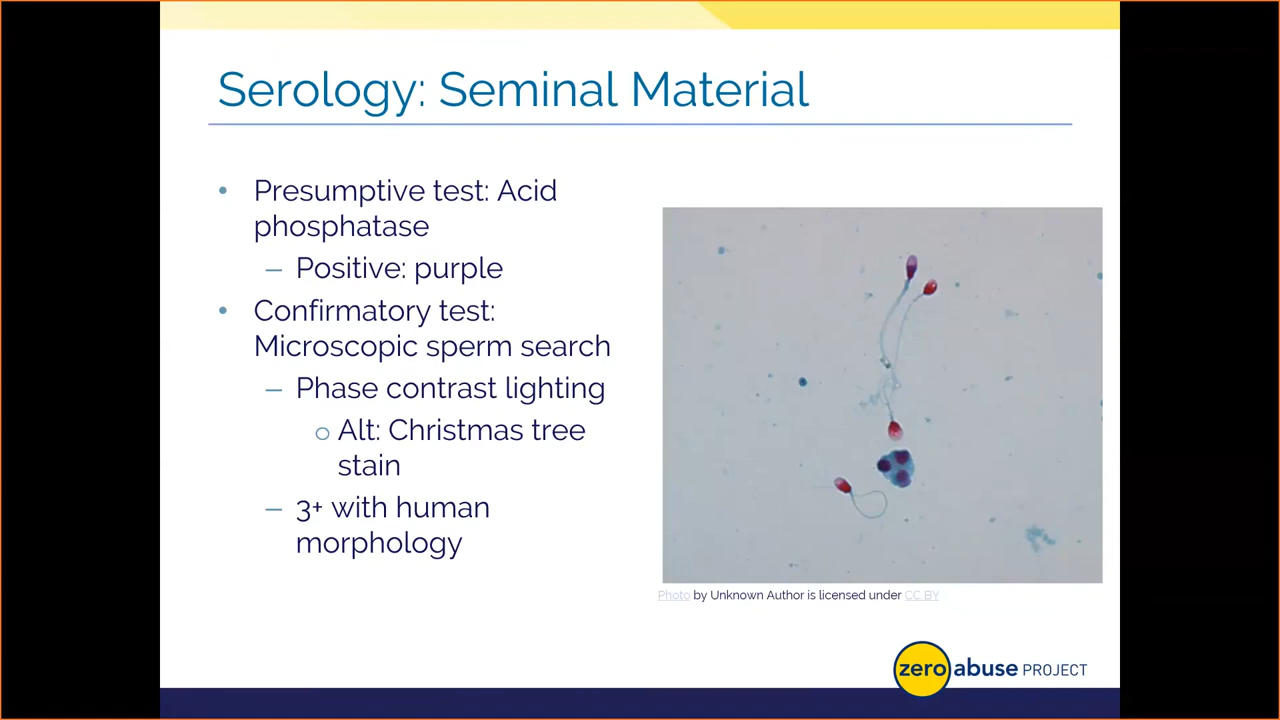 Serology: Seminal Material
• Presumptive test: Acid
phosphatase
– Positive: purple
• Confirmatory test:
Microscopic sperm search
– Phase contrast lighting
o Alt: Christmas tree
stain
– 3+ with human
morphology
Photo by Unknown Author is licensed under CC BY
zero abuse PROJECT